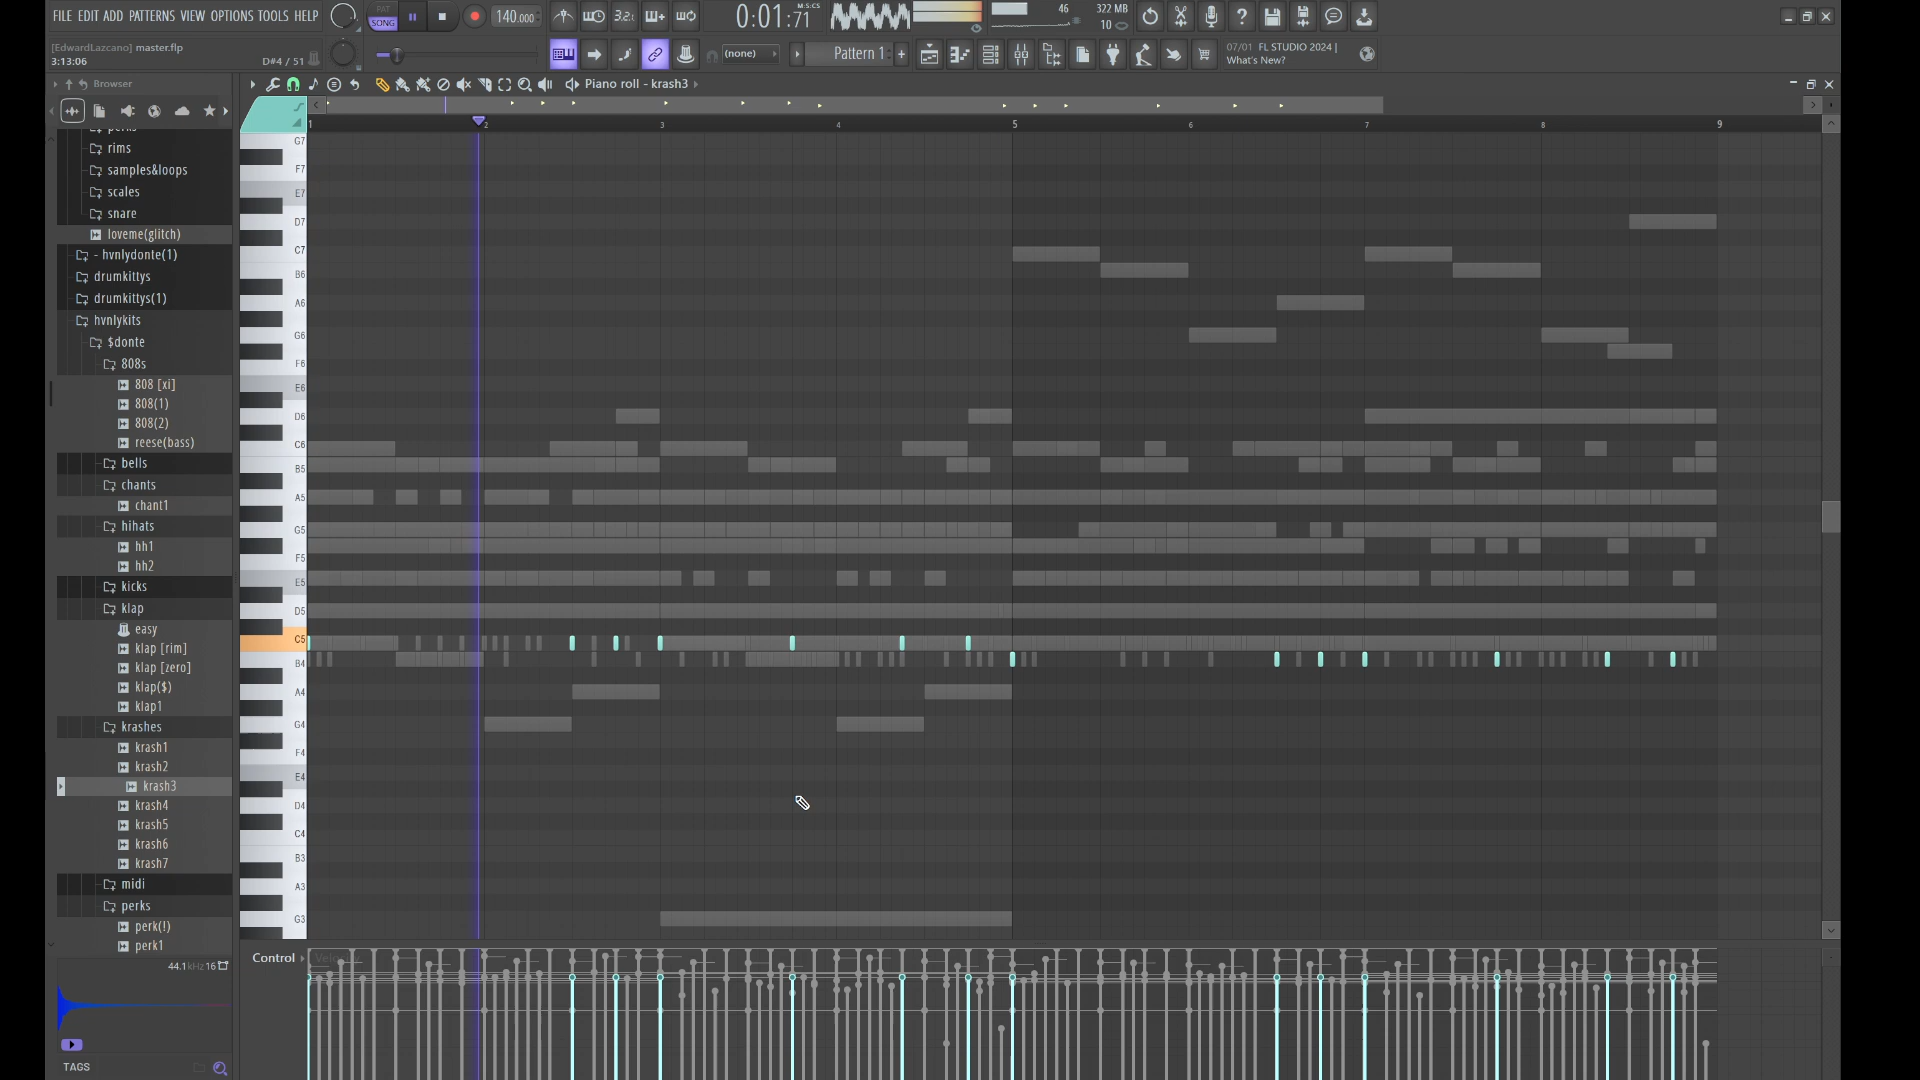 FILE EDIT ADD PATTERNS VIEW OPTIONS TOOLS HELP
PAT
SONG
140.000
3.2.
0:01:71
M:S:CS
46
322 MB
10
[EdwardLazcano] master.flp
3:13:06
D#4 / 51
(none)
Pattern 1
07/01 FL STUDIO 2024 |
What's New?
Browser
Piano roll - krash3
1 2 3 4 5 6 7 8 9
perks
rims
samples&loops
scales
snare
loveme(glitch)
- hvnlydonte(1)
drumkittys
drumkittys(1)
hvnlykits
$donte
808s
808 [xi]
808(1)
808(2)
reese(bass)
bells
chants
chant1
hihats
hh1
hh2
kicks
klap
easy
klap [rim]
klap [zero]
klap($)
klap1
krashes
krash1
krash2
krash3
krash4
krash5
krash6
krash7
midi
perks
perk(!)
perk1
44.1kHz 16
TAGS
G7
F7
E7
D7
C7
B6
A6
G6
F6
E6
D6
C6
B5
A5
G5
F5
E5
D5
C5
B4
A4
G4
F4
E4
D4
C4
B3
A3
G3
Control
Velocity